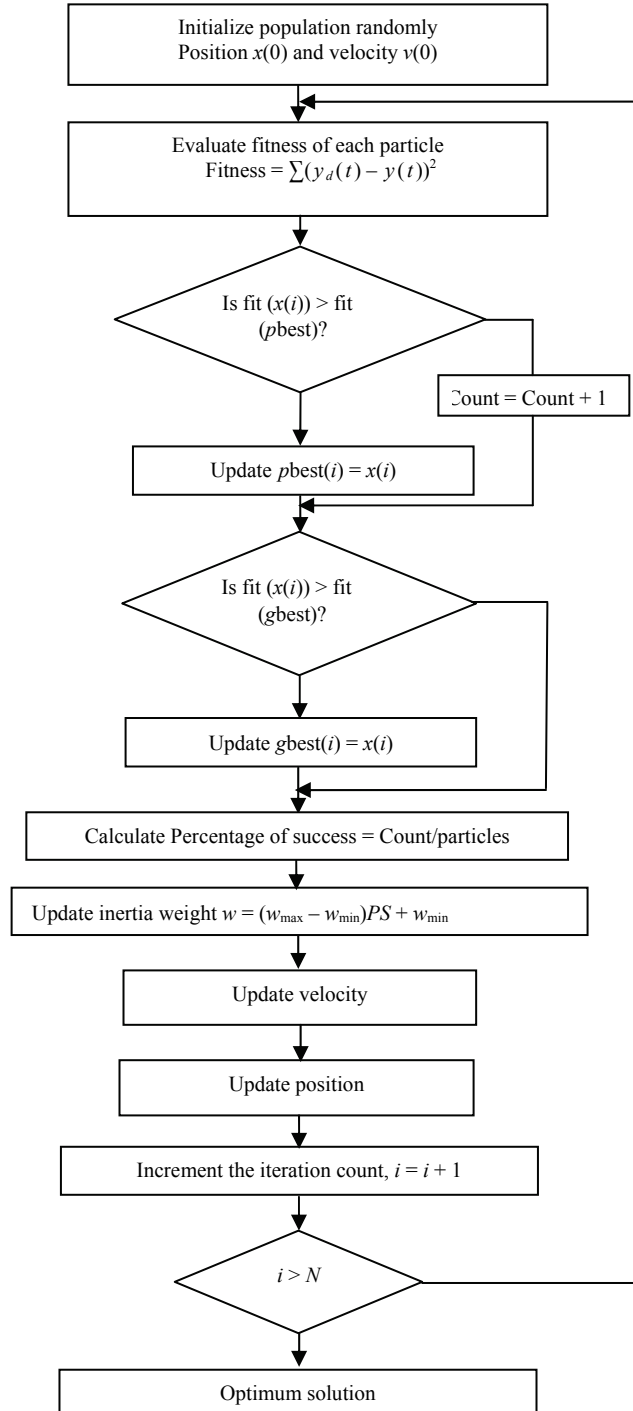 Initialize population randomly
Position x(0) and velocity v(0)
Evaluate fitness of each particle
Fitness = ∑(y_d(t) − y(t))²
Is fit (x(i)) > fit
(pbest)?
Count = Count + 1
Update pbest(i) = x(i)
Is fit (x(i)) > fit
(gbest)?
Update gbest(i) = x(i)
Calculate Percentage of success = Count/particles
Update inertia weight w = (w_max – w_min)PS + w_min
Update velocity
Update position
Increment the iteration count, i = i + 1
i > N
Optimum solution